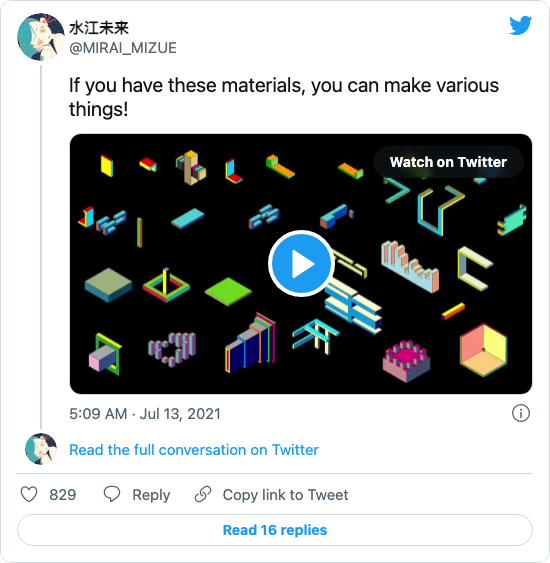 水江未来
@MIRAI_MIZUE
If you have these materials, you can make various
things!
Watch on Twitter
5:09 AM · Jul 13, 2021
Read the full conversation on Twitter
829 Reply Copy link to Tweet
Read 16 replies